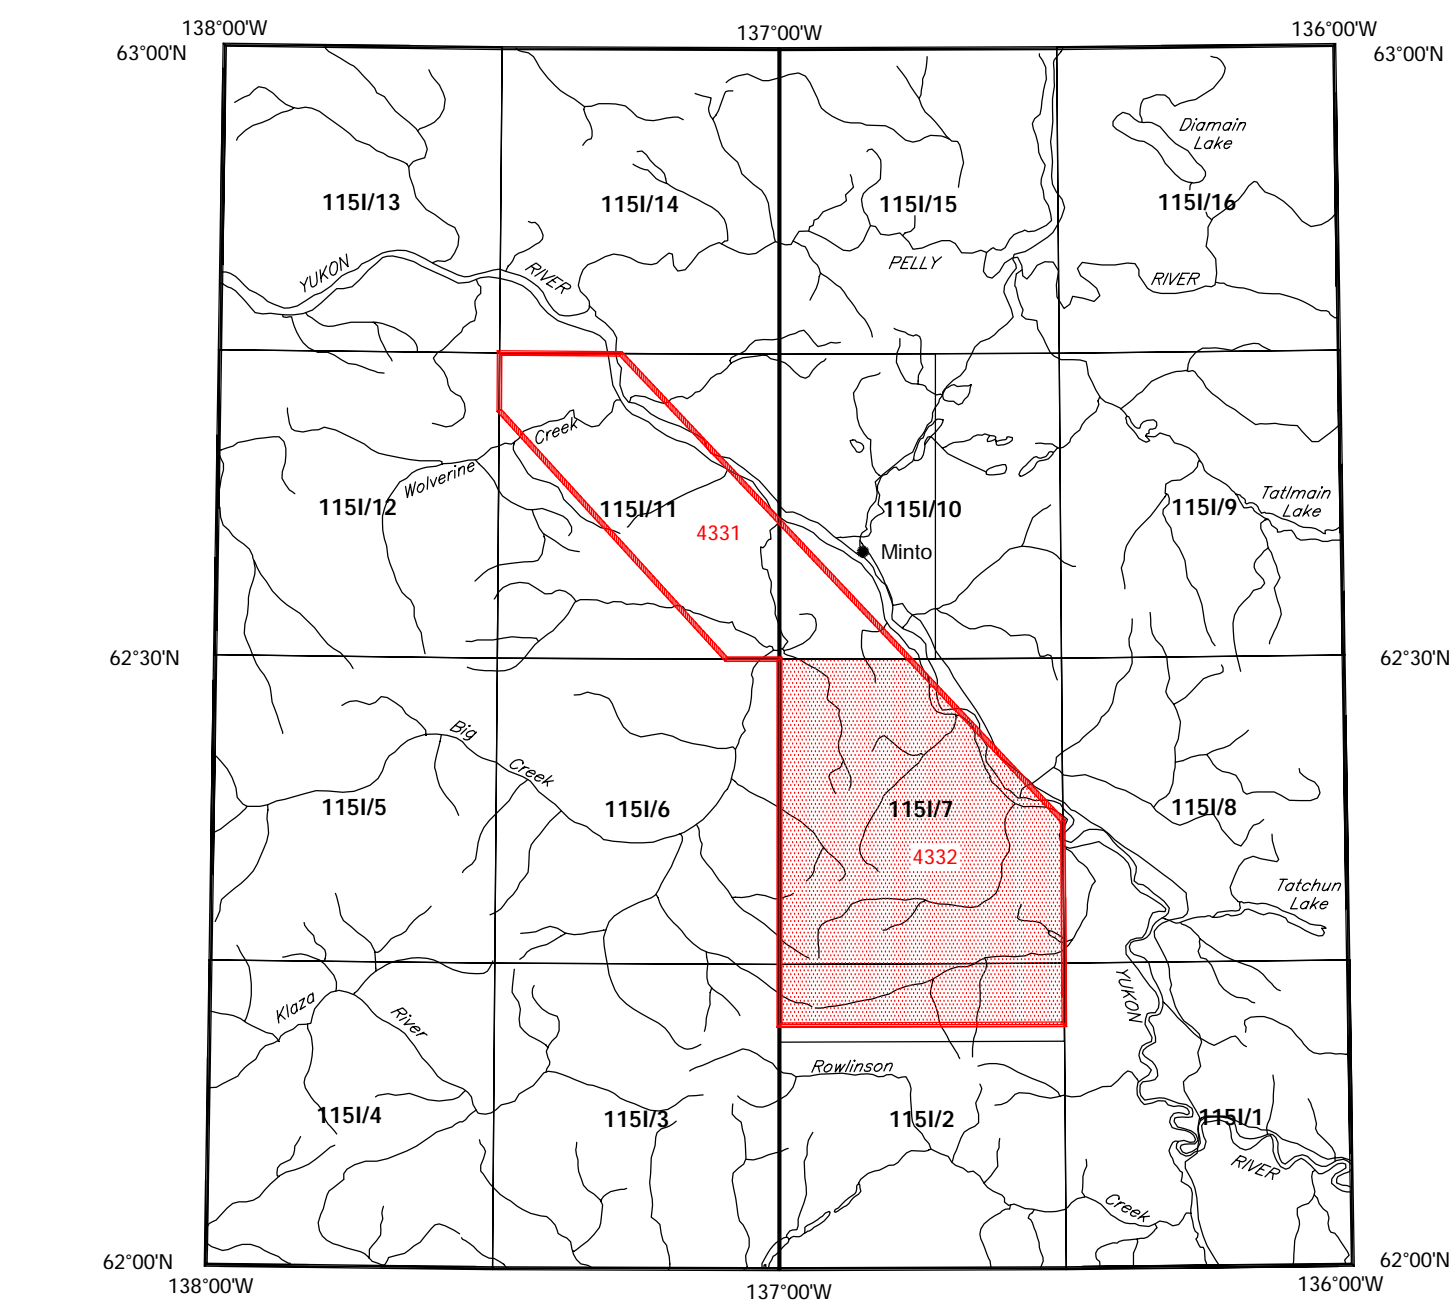 138°00'W
137°00'W
136°00'W
63°00'N
63°00'N
Diamain
Lake
115I/13
115I/14
115I/15
115I/16
YUKON
RIVER
PELLY
RIVER
Creek
Wolverine
115I/12
115I/11
115I/10
115I/9
Tatlmain
Lake
4331
Minto
62°30'N
62°30'N
Big
Creek
115I/5
115I/6
115I/7
115I/8
4332
Tatchun
Lake
Klaza
River
YUKON
Rowlinson
115I/4
115I/3
115I/2
115I/1
RIVER
Creek
62°00'N
62°00'N
138°00'W
137°00'W
136°00'W